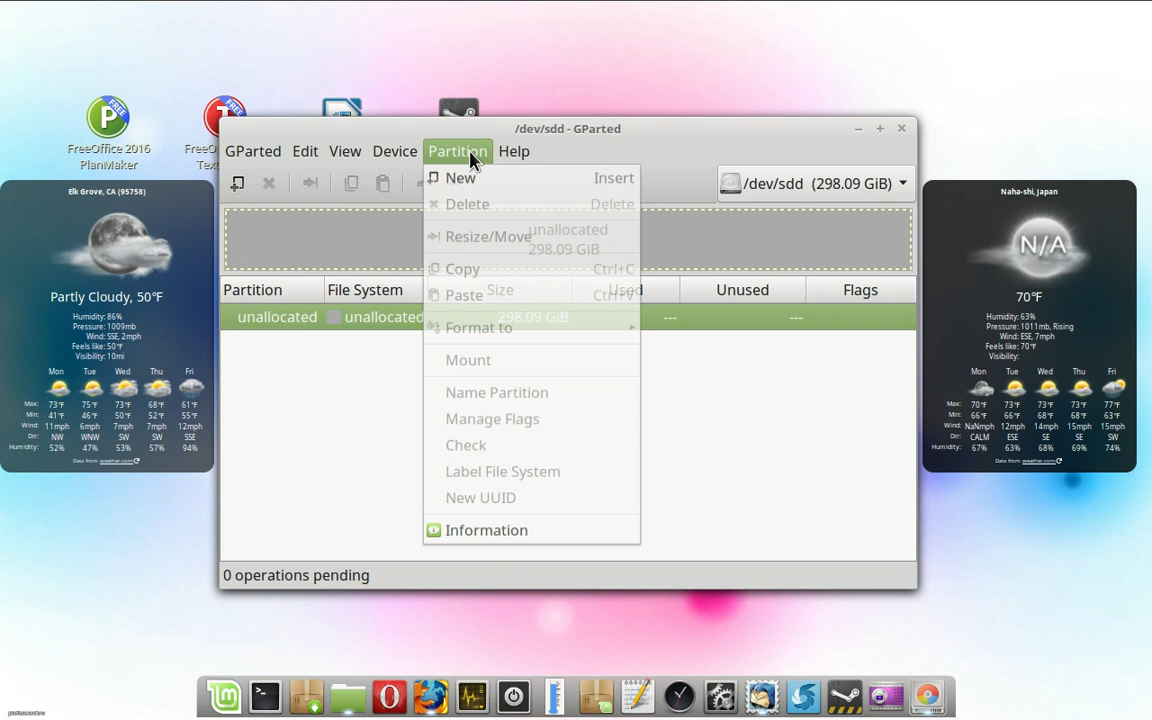 FreeOffice 2016
PlanMaker
/dev/sdd - GParted
GParted Edit View Device Partition Help
/dev/sdd (298.09 GiB)
New Insert
Delete Delete
Resize/Move
Copy Ctrl+C
Paste Ctrl+V
Format to
Mount
Name Partition
Manage Flags
Check
Label File System
New UUID
Information
unallocated
298.09 GiB
Partition File System Size Used Unused Flags
unallocated unallocated 298.09 GiB --- ---
0 operations pending
Elk Grove, CA (95758)
Partly Cloudy, 50°F
Humidity: 86%
Pressure: 1009mb
Wind: SSE, 2mph
Feels like: 50°F
Visibility: 10mi
Mon Tue Wed Thu Fri
Max: 73°F 75°F 73°F 68°F 61°F
Min: 41°F 46°F 50°F 52°F 55°F
Wind: 11mph 6mph 7mph 7mph 12mph
Dir: NW WNW SW SW SSE
Humidity: 52% 47% 53% 57% 94%
Data from weather.com
Naha-shi, Japan
N/A
70°F
Humidity: 63%
Pressure: 1011mb, Rising
Wind: ESE, 7mph
Feels like: 70°F
Visibility:
Mon Tue Wed Thu Fri
Max: 70°F 73°F 73°F 73°F 77°F
Min: 66°F 66°F 68°F 68°F 63°F
Wind: NaNmph 12mph 14mph 15mph 15mph
Dir: CALM ESE SE SE SW
Humidity: 67% 63% 68% 69% 74%
Data from weather.com